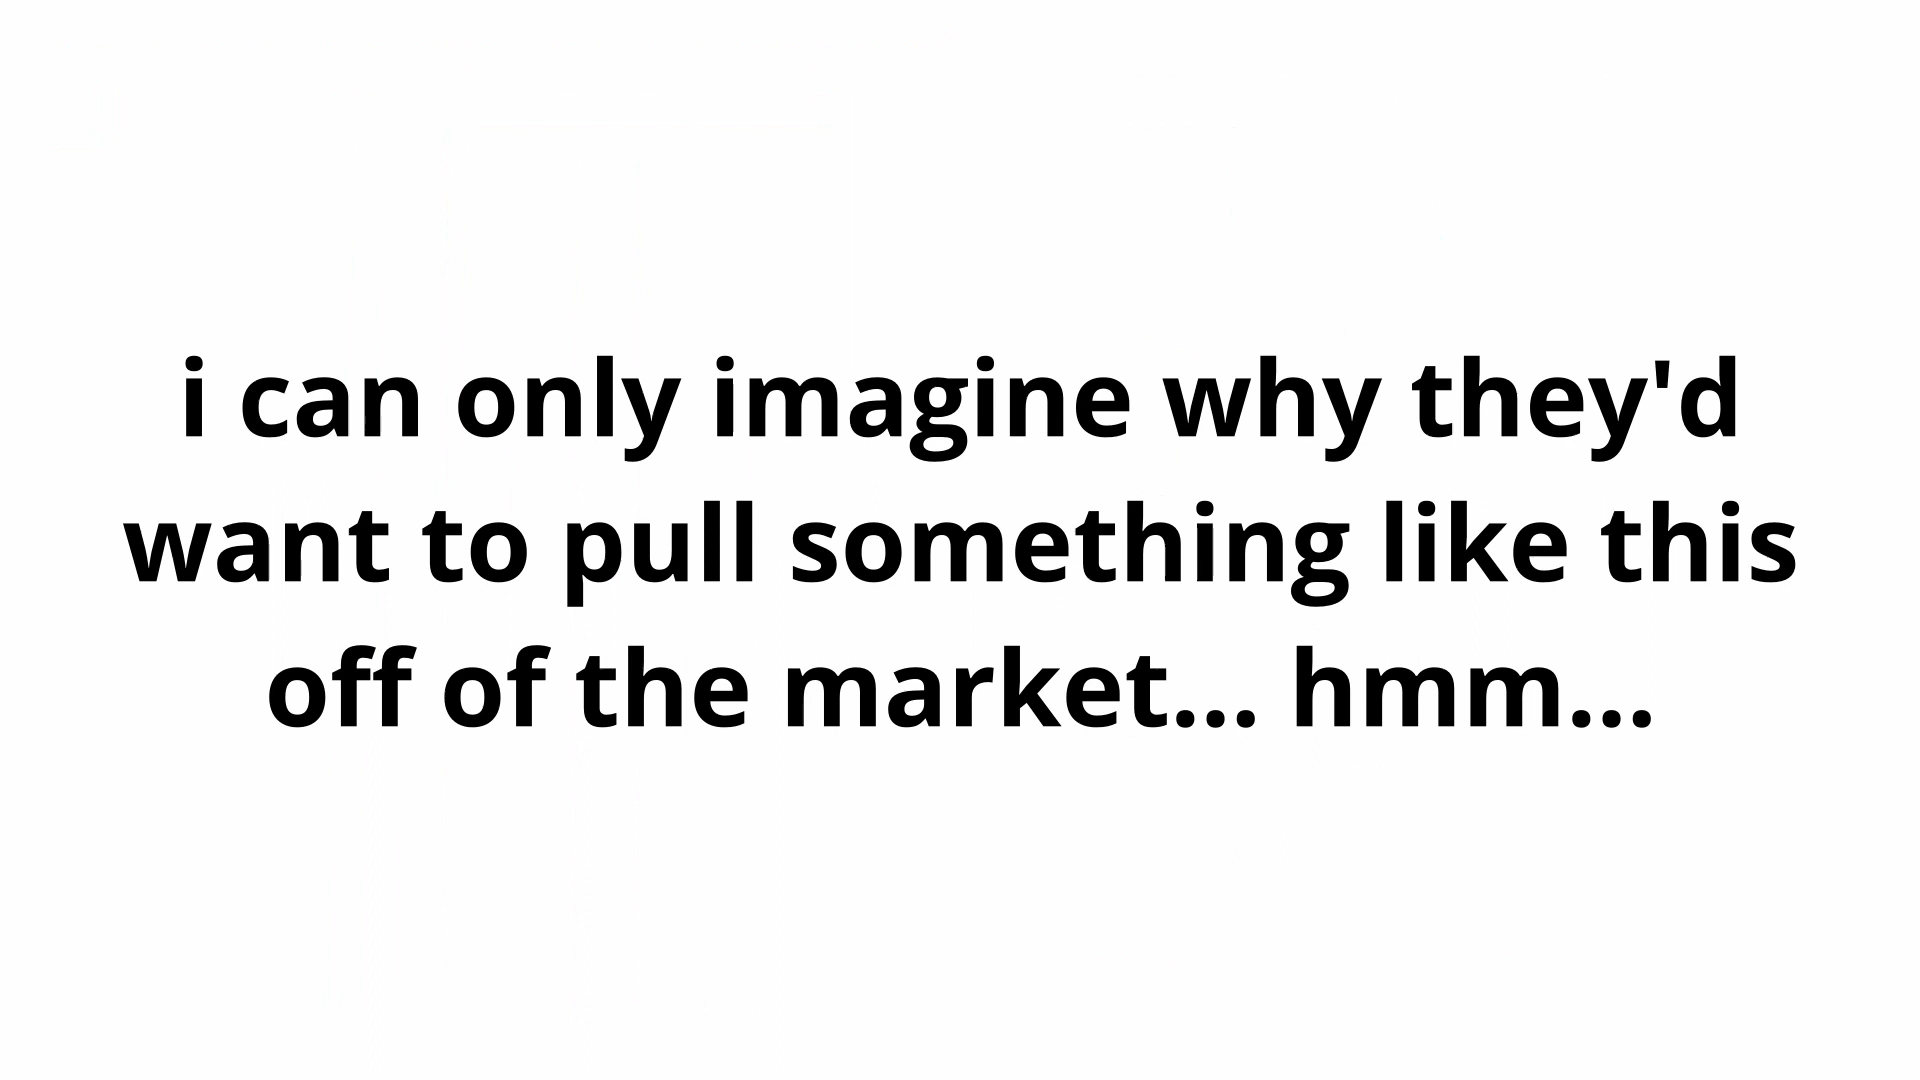 i can only imagine why they'd
want to pull something like this
off of the market... hmm...